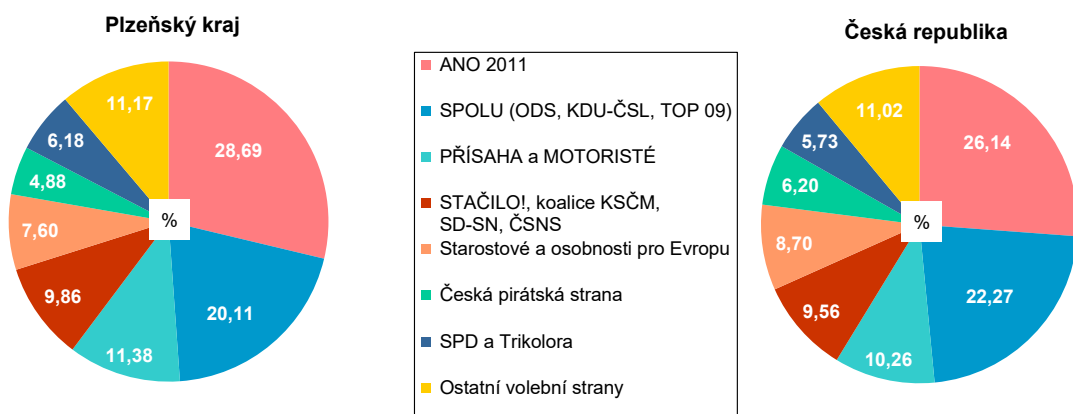 Plzeňský kraj
11,17
6,18
28,69
4,88
7,60
%
9,86
20,11
11,38
ANO 2011
SPOLU (ODS, KDU-ČSL, TOP 09)
PŘÍSAHA a MOTORISTÉ
STAČILO!, koalice KSČM,
SD-SN, ČSNS
Starostové a osobnosti pro Evropu
Česká pirátská strana
SPD a Trikolora
Ostatní volební strany
Česká republika
11,02
5,73
26,14
6,20
8,70
%
9,56
22,27
10,26